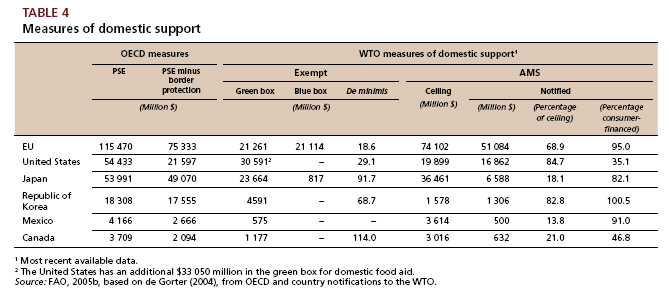 TABLE 4
Measures of domestic support
OECD measures WTO measures of domestic support¹
PSE PSE minus border protection Exempt AMS
Green box Blue box De minimis Ceiling Notified
(Million $) (Million $) (Million $) (Million $) (Percentage of ceiling) (Percentage consumer-financed)
EU 115 470 75 333 21 261 21 114 18.6 74 102 51 084 68.9 95.0
United States 54 433 21 597 30 591² – 29.1 19 899 16 862 84.7 35.1
Japan 53 991 49 070 23 664 817 91.7 36 461 6 588 18.1 82.1
Republic of
Korea 18 308 17 555 4591 – 68.7 1 578 1 306 82.8 100.5
Mexico 4 166 2 666 575 – – 3 614 500 13.8 91.0
Canada 3 709 2 094 1 177 – 114.0 3 016 632 21.0 46.8
¹ Most recent available data.
² The United States has an additional $33 050 million in the green box for domestic food aid.
Source: FAO, 2005b, based on de Gorter (2004), from OECD and country notifications to the WTO.